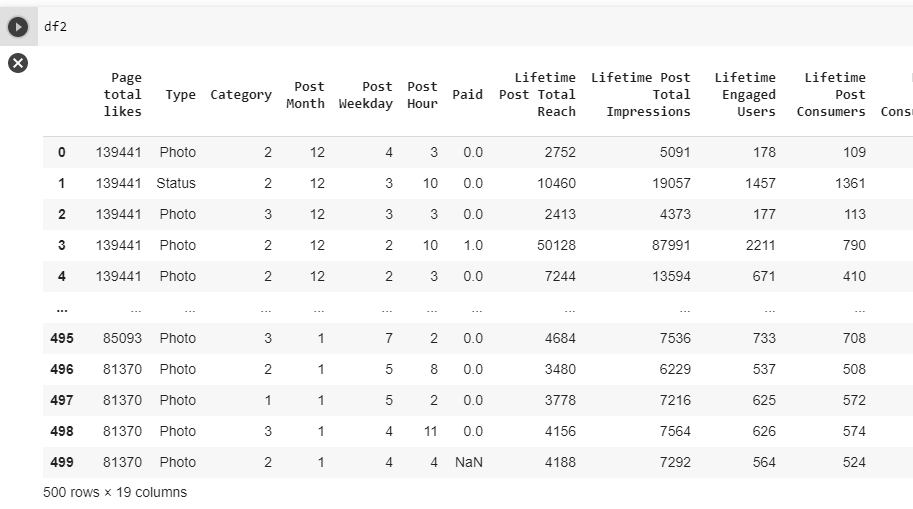 df2
Page total likes Type Category Post Month Post Weekday Post Hour Paid Lifetime Post Total Reach Lifetime Post Total Impressions Lifetime Engaged Users Lifetime Post Consumers
0 139441 Photo 2 12 4 3 0.0 2752 5091 178 109
1 139441 Status 2 12 3 10 0.0 10460 19057 1457 1361
2 139441 Photo 3 12 3 3 0.0 2413 4373 177 113
3 139441 Photo 2 12 2 10 1.0 50128 87991 2211 790
4 139441 Photo 2 12 2 3 0.0 7244 13594 671 410
... ... ... ... ... ... ... ... ... ... ... ...
495 85093 Photo 3 1 7 2 0.0 4684 7536 733 708
496 81370 Photo 2 1 5 8 0.0 3480 6229 537 508
497 81370 Photo 1 1 5 2 0.0 3778 7216 625 572
498 81370 Photo 3 1 4 11 0.0 4156 7564 626 574
499 81370 Photo 2 1 4 4 NaN 4188 7292 564 524
500 rows × 19 columns